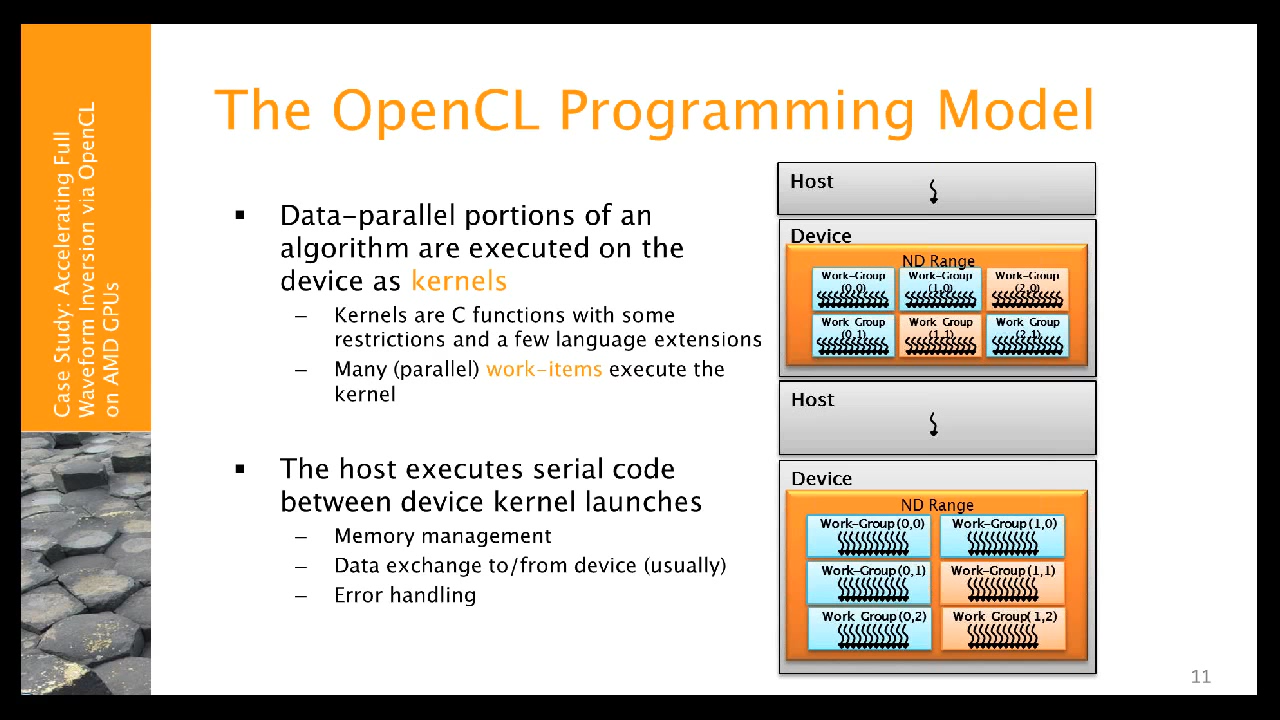 Case Study: Accelerating Full
Waveform Inversion via OpenCL
on AMD GPUs
The OpenCL Programming Model
▪ Data-parallel portions of an
algorithm are executed on the
device as kernels
– Kernels are C functions with some
restrictions and a few language extensions
– Many (parallel) work-items execute the
kernel
▪ The host executes serial code
between device kernel launches
– Memory management
– Data exchange to/from device (usually)
– Error handling
Host
Device
ND Range
Work-Group Work-Group Work-Group
(0,0) (1,0) (2,0)
Work Group Work Group Work Group
(0,1) (1,1) (2,1)
Host
Device
ND Range
Work-Group(0,0) Work-Group(1,0)
Work-Group(0,1) Work-Group(1,1)
Work Group(0,2) Work Group(1,2)
11